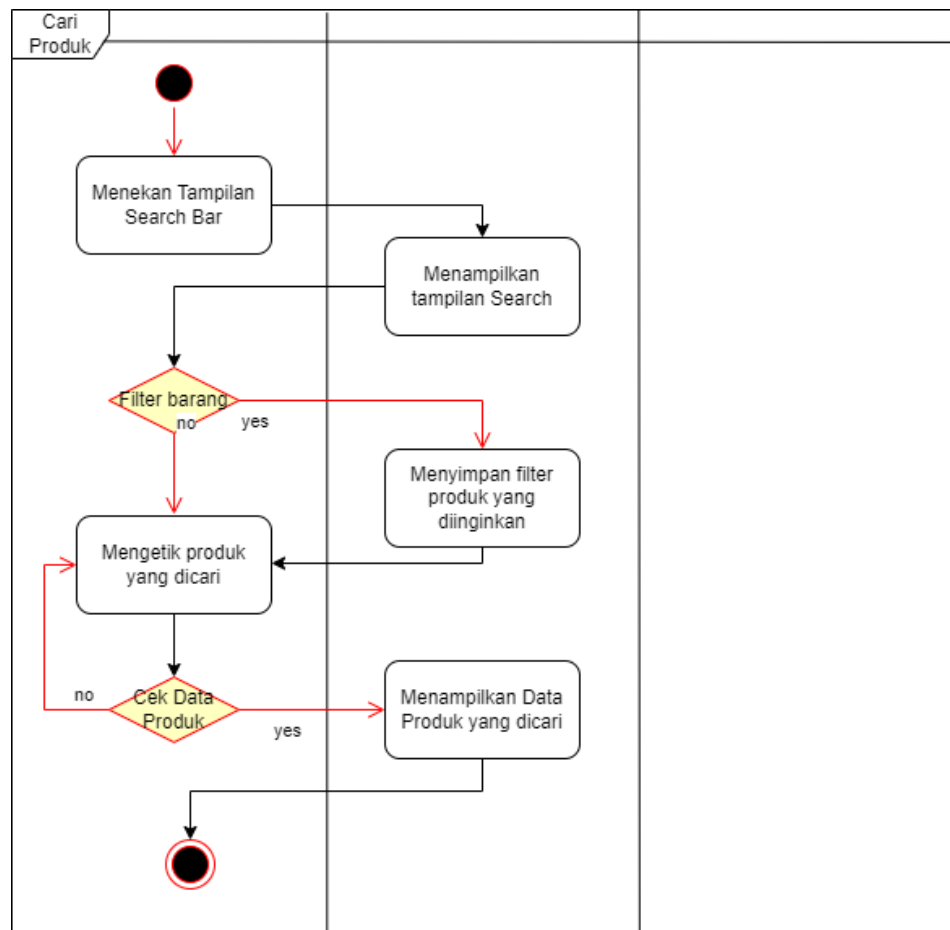 Cari
Produk
Menekan Tampilan
Search Bar
Menampilkan
tampilan Search
Filter barang
no
yes
Menyimpan filter
produk yang
diinginkan
Mengetik produk
yang dicari
no
Cek Data
Produk
yes
Menampilkan Data
Produk yang dicari